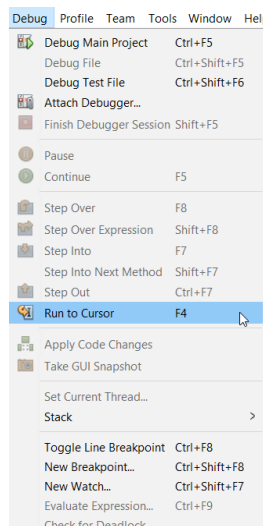 Debug Profile Team Tools Window Hel
Debug Main Project Ctrl+F5
Debug File Ctrl+Shift+F5
Debug Test File Ctrl+Shift+F6
Attach Debugger...
Finish Debugger Session Shift+F5
Pause
Continue F5
Step Over F8
Step Over Expression Shift+F8
Step Into F7
Step Into Next Method Shift+F7
Step Out Ctrl+F7
Run to Cursor F4
Apply Code Changes
Take GUI Snapshot
Set Current Thread...
Stack >
Toggle Line Breakpoint Ctrl+F8
New Breakpoint... Ctrl+Shift+F8
New Watch... Ctrl+Shift+F7
Evaluate Expression... Ctrl+F9
Check for Deadlock